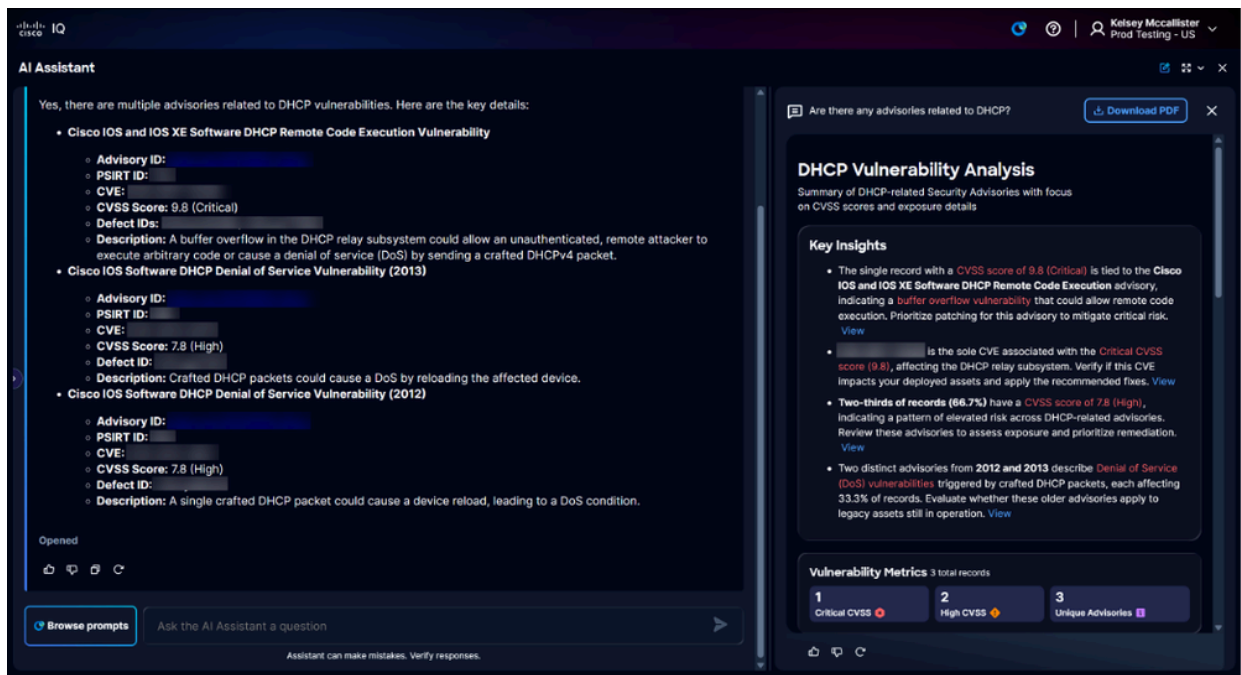 cisco IQ
Kelsey Mccallister
Prod Testing - US
AI Assistant
Yes, there are multiple advisories related to DHCP vulnerabilities. Here are the key details:
• Cisco IOS and IOS XE Software DHCP Remote Code Execution Vulnerability
◦ Advisory ID:
◦ PSIRT ID:
◦ CVE:
◦ CVSS Score: 9.8 (Critical)
◦ Defect IDs:
◦ Description: A buffer overflow in the DHCP relay subsystem could allow an unauthenticated, remote attacker to
execute arbitrary code or cause a denial of service (DoS) by sending a crafted DHCPv4 packet.
• Cisco IOS Software DHCP Denial of Service Vulnerability (2013)
◦ Advisory ID:
◦ PSIRT ID:
◦ CVE:
◦ CVSS Score: 7.8 (High)
◦ Defect ID:
◦ Description: Crafted DHCP packets could cause a DoS by reloading the affected device.
• Cisco IOS Software DHCP Denial of Service Vulnerability (2012)
◦ Advisory ID:
◦ PSIRT ID:
◦ CVE:
◦ CVSS Score: 7.8 (High)
◦ Defect ID:
◦ Description: A single crafted DHCP packet could cause a device reload, leading to a DoS condition.
Opened
Browse prompts
Ask the AI Assistant a question
Assistant can make mistakes. Verify responses.
Are there any advisories related to DHCP?
Download PDF
DHCP Vulnerability Analysis
Summary of DHCP-related Security Advisories with focus
on CVSS scores and exposure details
Key Insights
• The single record with a CVSS score of 9.8 (Critical) is tied to the Cisco
IOS and IOS XE Software DHCP Remote Code Execution advisory,
indicating a buffer overflow vulnerability that could allow remote code
execution. Prioritize patching for this advisory to mitigate critical risk.
View
• is the sole CVE associated with the Critical CVSS
score (9.8), affecting the DHCP relay subsystem. Verify if this CVE
impacts your deployed assets and apply the recommended fixes. View
• Two-thirds of records (66.7%) have a CVSS score of 7.8 (High),
indicating a pattern of elevated risk across DHCP-related advisories.
Review these advisories to assess exposure and prioritize remediation.
View
• Two distinct advisories from 2012 and 2013 describe Denial of Service
(DoS) vulnerabilities triggered by crafted DHCP packets, each affecting
33.3% of records. Evaluate whether these older advisories apply to
legacy assets still in operation. View
Vulnerability Metrics 3 total records
1
Critical CVSS
2
High CVSS
3
Unique Advisories